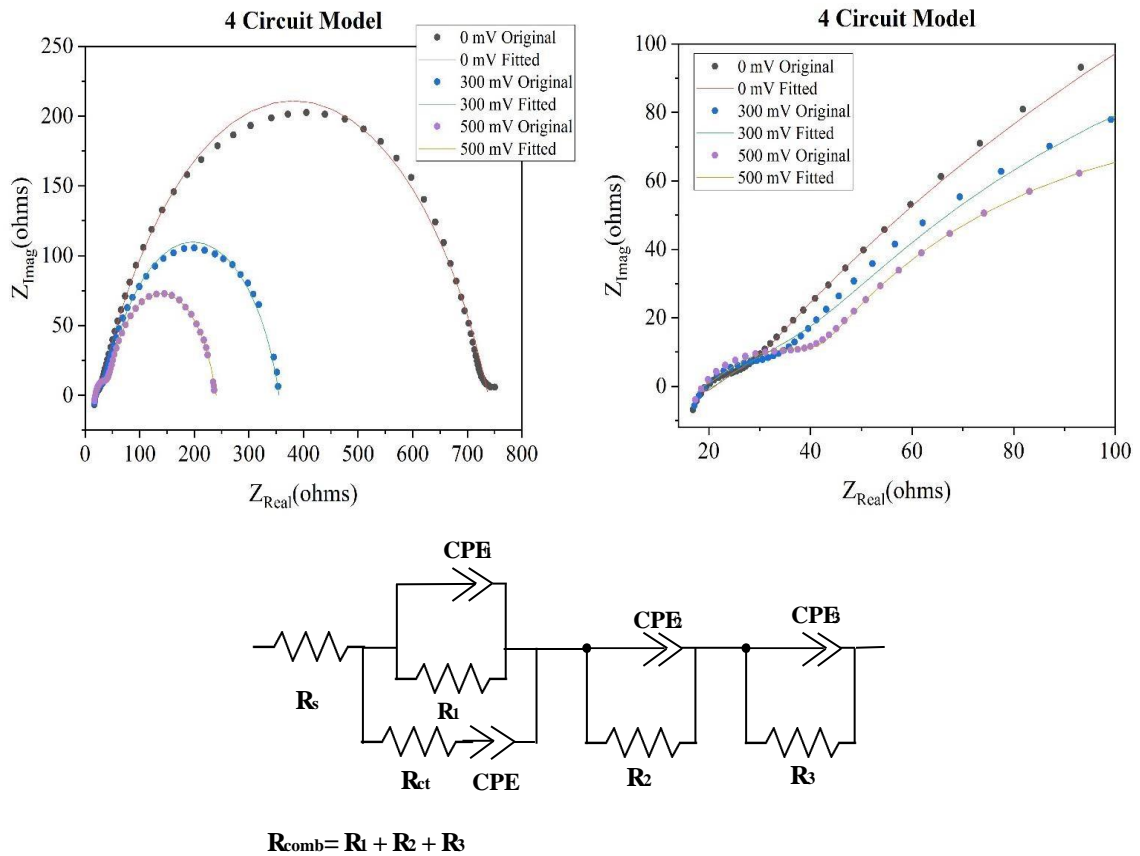 4 Circuit Model
250
200
150
100
50
0
Z_Imag(ohms)
0 mV Original
0 mV Fitted
300 mV Original
300 mV Fitted
500 mV Original
500 mV Fitted
0 100 200 300 400 500 600 700 800
Z_Real(ohms)
4 Circuit Model
100
80
60
40
20
0
Z_Imag(ohms)
0 mV Original
0 mV Fitted
300 mV Original
300 mV Fitted
500 mV Original
500 mV Fitted
20 40 60 80 100
Z_Real(ohms)
CPE1
CPE2
CPE3
Rs
R1
Rct
CPE
R2
R3
Rcomb= R1 + R2 + R3